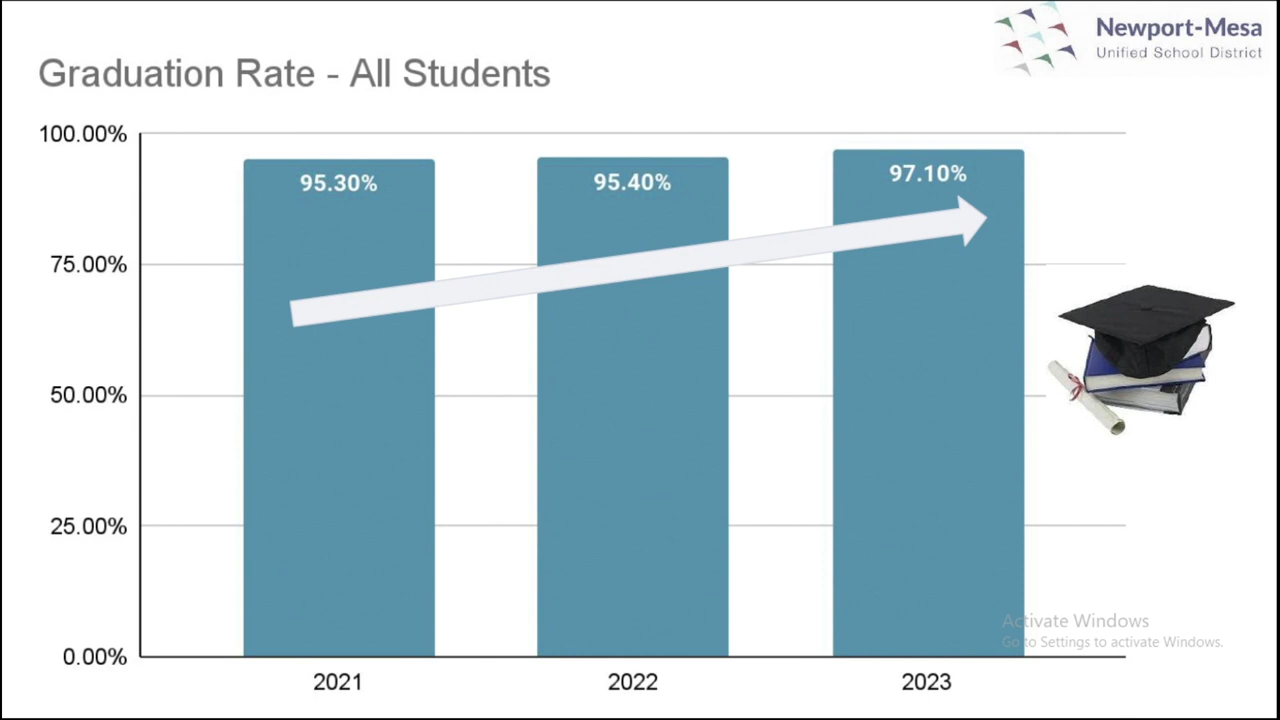 Newport-Mesa
Unified School District
Graduation Rate - All Students
100.00%
75.00%
50.00%
25.00%
0.00%
95.30%
95.40%
97.10%
2021
2022
2023
Activate Windows
Go to Settings to activate Windows.